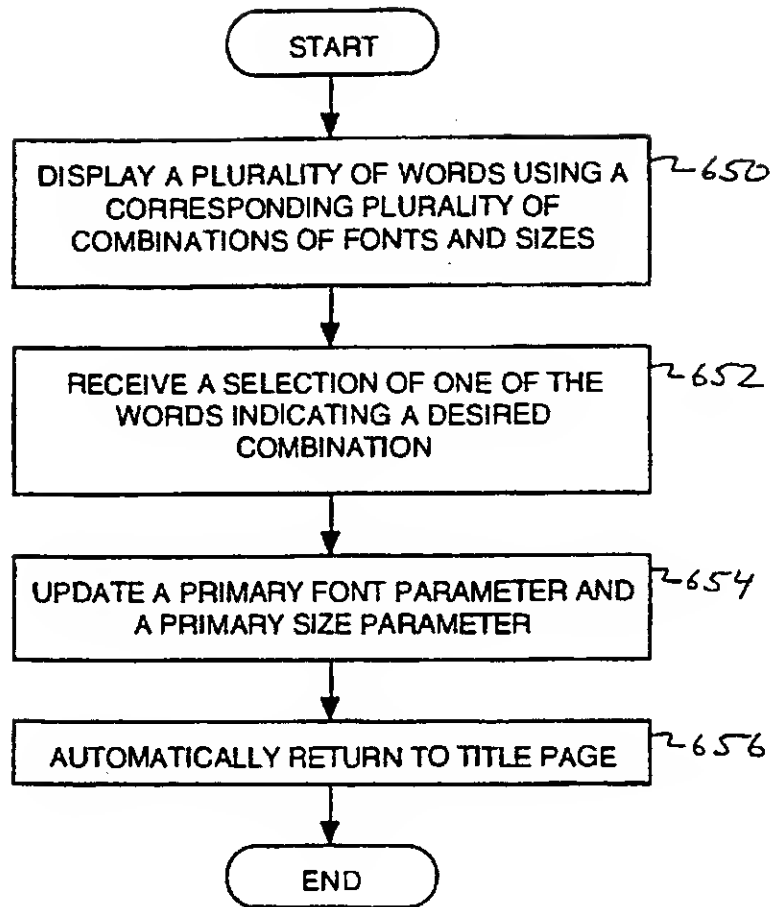 START
DISPLAY A PLURALITY OF WORDS USING A
CORRESPONDING PLURALITY OF
COMBINATIONS OF FONTS AND SIZES
650
RECEIVE A SELECTION OF ONE OF THE
WORDS INDICATING A DESIRED
COMBINATION
652
UPDATE A PRIMARY FONT PARAMETER AND
A PRIMARY SIZE PARAMETER
654
AUTOMATICALLY RETURN TO TITLE PAGE
656
END